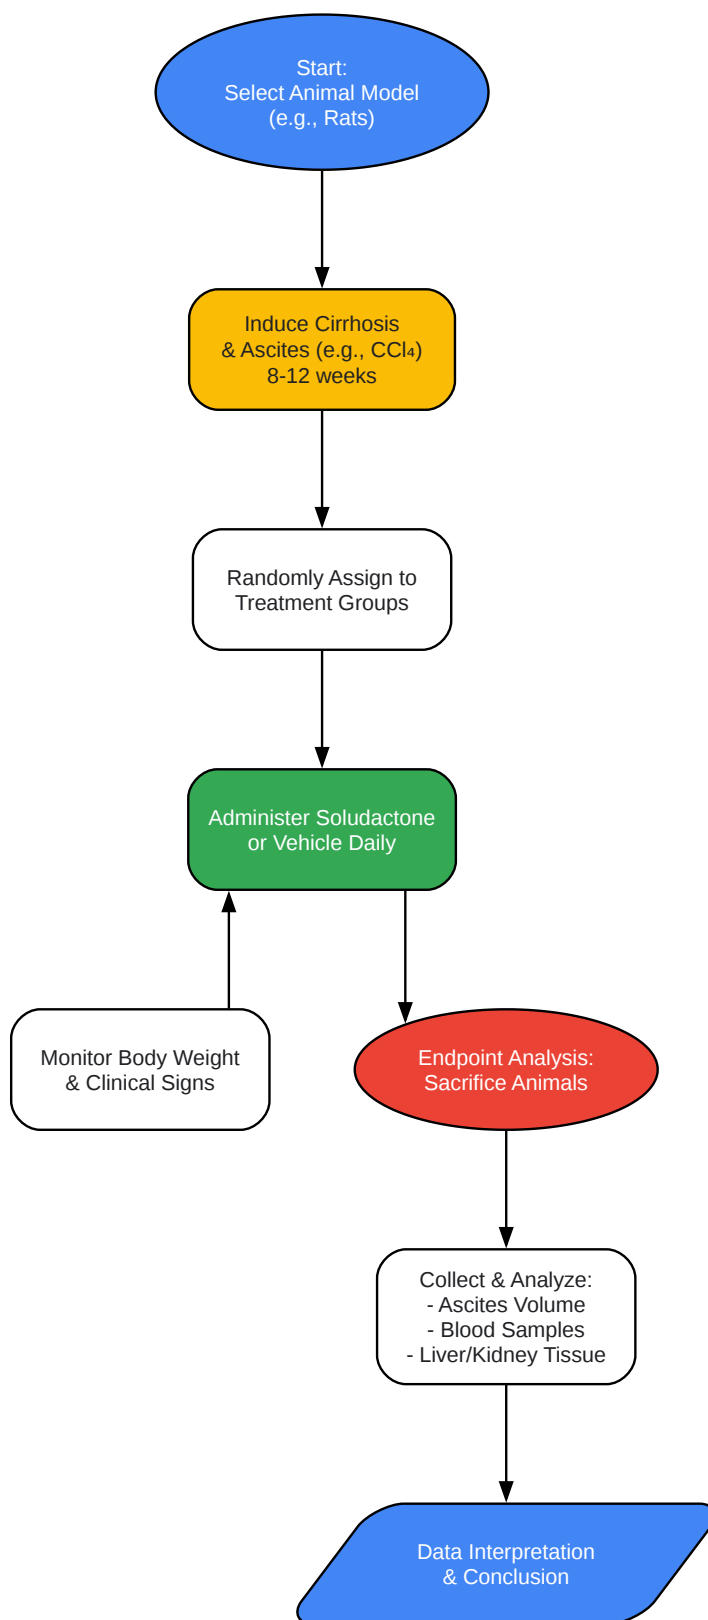 Start:
Select Animal Model
(e.g., Rats)
Induce Cirrhosis
& Ascites (e.g., CCl₄)
8-12 weeks
Randomly Assign to
Treatment Groups
Administer Soludactone
or Vehicle Daily
Monitor Body Weight
& Clinical Signs
Endpoint Analysis:
Sacrifice Animals
Collect & Analyze:
- Ascites Volume
- Blood Samples
- Liver/Kidney Tissue
Data Interpretation
& Conclusion